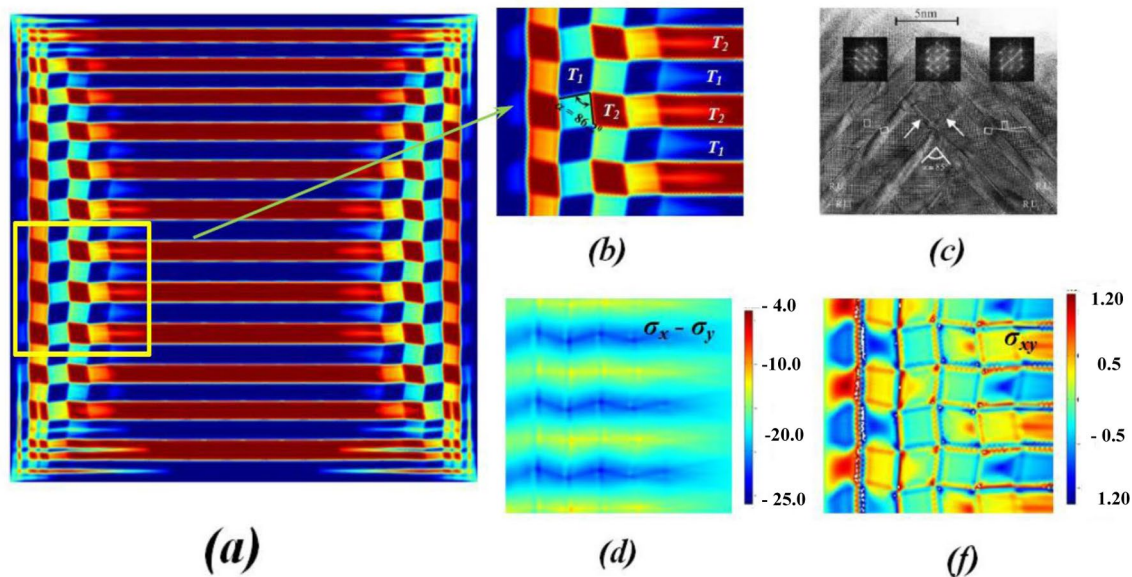 5nm
T₂
T₁
T₁
T₂
T₂
T₁
(a)
(b)
(c)
σx - σy
- 4.0
-10.0
-20.0
- 25.0
(d)
σxy
1.20
0.5
- 0.5
1.20
(f)